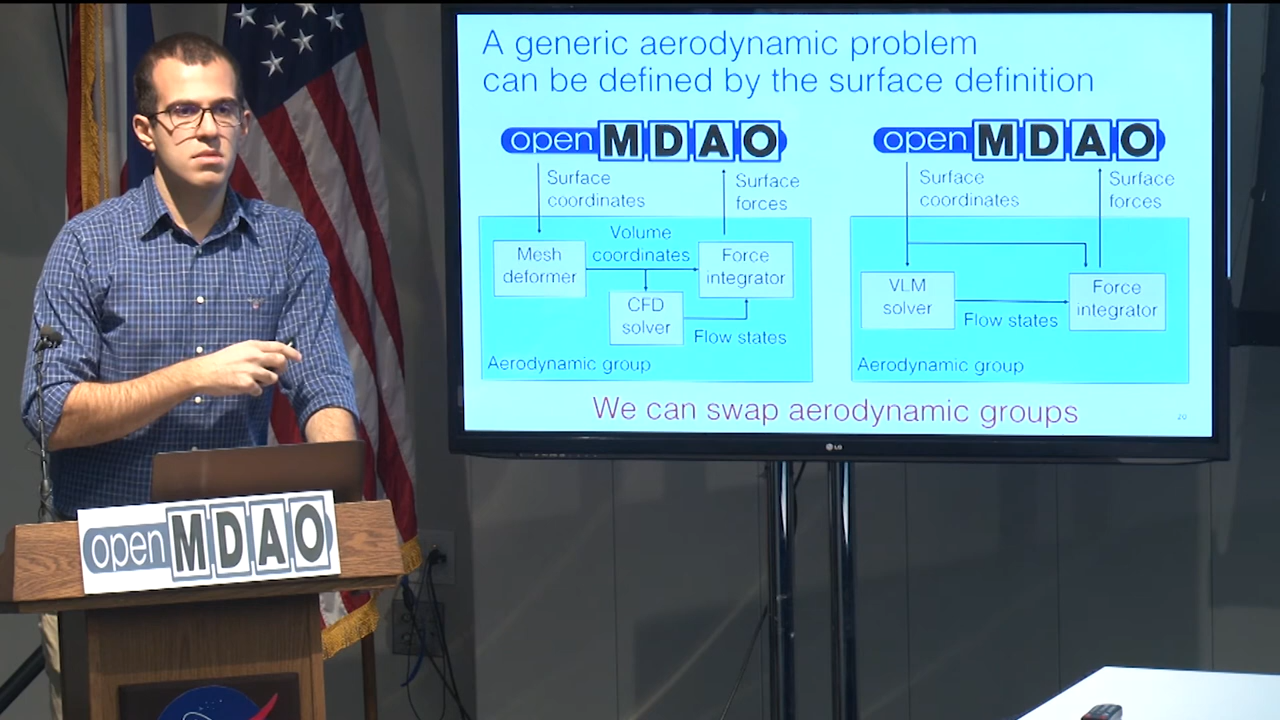 A generic aerodynamic problem
can be defined by the surface definition
openMDAO
Surface
coordinates
Surface
forces
Volume
coordinates
Mesh
deformer
Force
integrator
CFD
solver
Flow states
Aerodynamic group
openMDAO
Surface
coordinates
Surface
forces
VLM
solver
Force
integrator
Flow states
Aerodynamic group
We can swap aerodynamic groups
20
LG
openMDAO